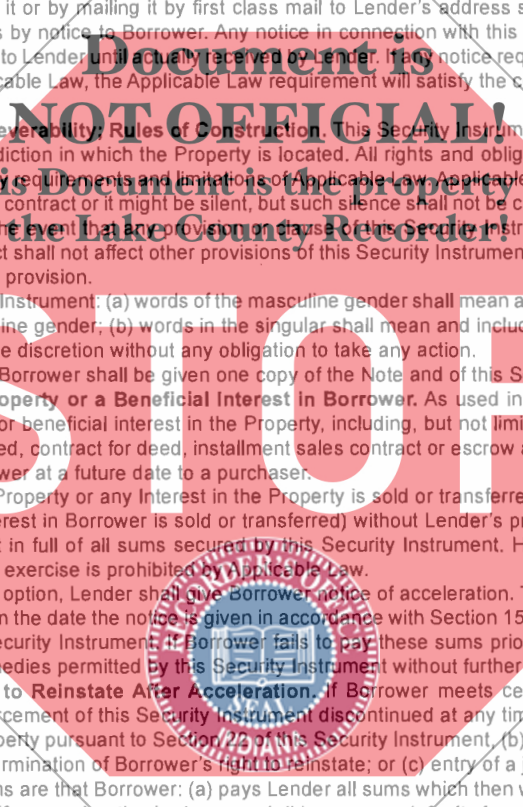 it or by mailing it by first class mail to Lender's address s
s by notice to Borrower. Any notice in connection with this
to Lender until actually received by Lender. If any notice req
cable Law, the Applicable Law requirement will satisfy the c
Document is
NOT OFFICIAL!
everability; Rules of Construction. This Security Instrum
diction in which the Property is located. All rights and oblig
y requirements and limitations of Applicable Law. Applicable
is Document is the property
contract or it might be silent, but such silence shall not be c
the Lake County Recorder!
he event that any provision or clause of this Security Instr
ct shall not affect other provisions of this Security Instrument
provision.
Instrument: (a) words of the masculine gender shall mean a
ine gender; (b) words in the singular shall mean and includ
e discretion without any obligation to take any action.
STOP
Borrower shall be given one copy of the Note and of this S
operty or a Beneficial Interest in Borrower. As used in
or beneficial interest in the Property, including, but not limi
ed, contract for deed, installment sales contract or escrow a
wer at a future date to a purchaser.
Property or any Interest in the Property is sold or transferre
erest in Borrower is sold or transferred) without Lender's pr
t in full of all sums secured by this Security Instrument. H
exercise is prohibited by Applicable Law.
option, Lender shall give Borrower notice of acceleration.
n the date the notice is given in accordance with Section 15
ecurity Instrument. If Borrower fails to pay these sums prio
edies permitted by this Security Instrument without further
to Reinstate After Acceleration. If Borrower meets ce
rcement of this Security Instrument discontinued at any tim
perty pursuant to Section 22 of this Security Instrument, (b)
rmination of Borrower's right to reinstate; or (c) entry of a j
ns are that Borrower: (a) pays Lender all sums which then w
RECORDER
SEAL
INDIANA